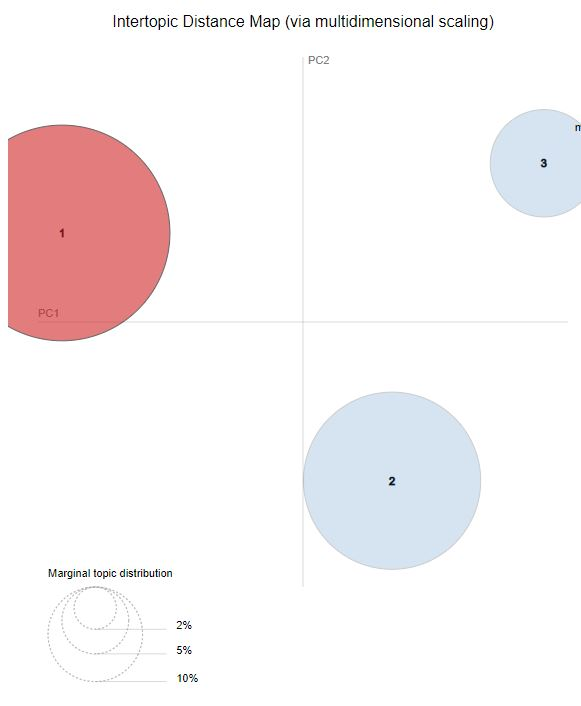 Intertopic Distance Map (via multidimensional scaling)
PC2
3
1
PC1
2
Marginal topic distribution
2%
5%
10%